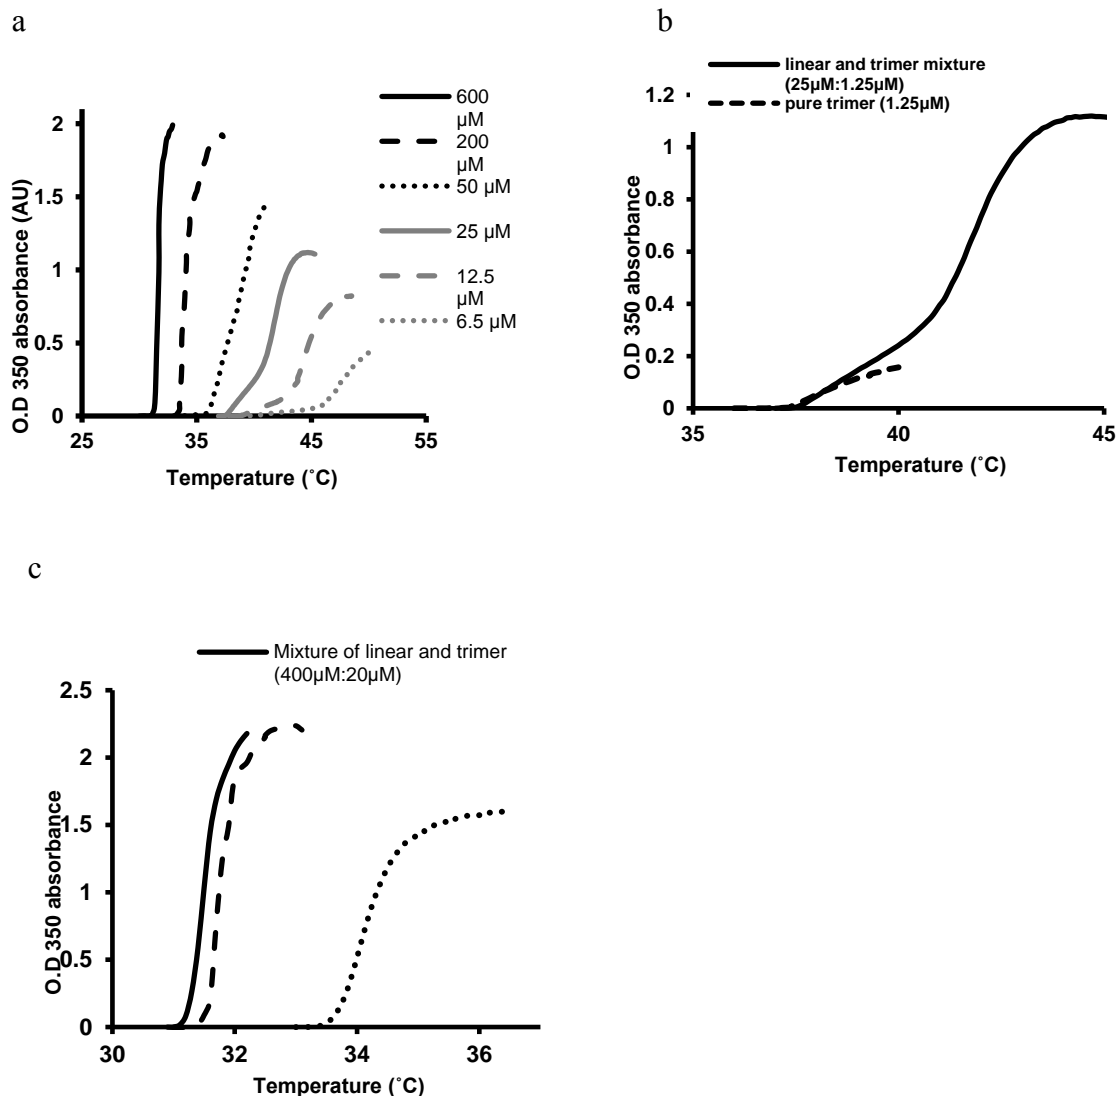 a
600
µM
200
µM
50 µM
25 µM
12.5
µM
6.5 µM
2
1.5
1
0.5
0
O.D 350 absorbance (AU)
25 35 45 55
Temperature (˚C)
b
linear and trimer mixture
(25µM:1.25µM)
pure trimer (1.25µM)
1.2
1
0.8
0.6
0.4
0.2
0
O.D 350 absorbance
35 40 45
Temperature (˚C)
c
Mixture of linear and trimer
(400µM:20µM)
2.5
2
1.5
1
0.5
0
O.D 350 absorbance
30 32 34 36
Temperature (˚C)